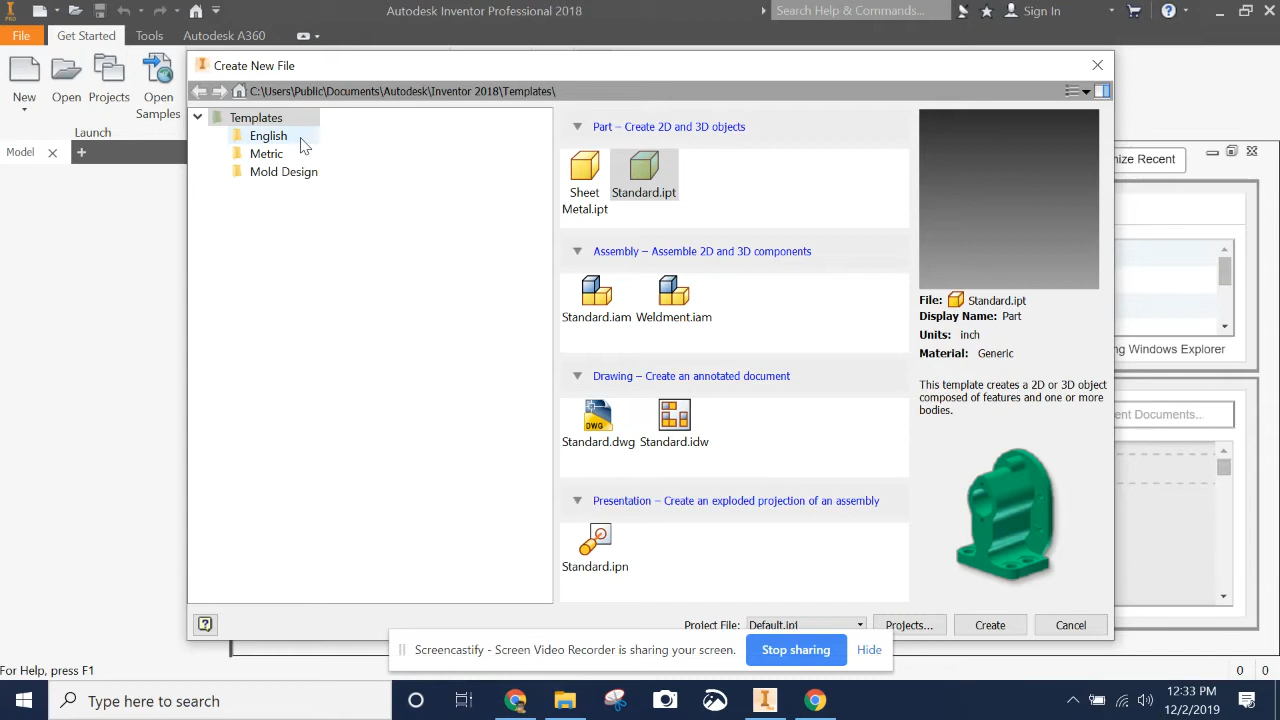 PRO
Autodesk Inventor Professional 2018
Search Help & Commands...
Sign In
File
Get Started
Tools
Autodesk A360
New
Open
Projects
Open
Samples
Launch
Model
Create New File
C:\Users\Public\Documents\Autodesk\Inventor 2018\Templates\
Templates
English
Metric
Mold Design
Part – Create 2D and 3D objects
Sheet
Metal.ipt
Standard.ipt
Assembly – Assemble 2D and 3D components
Standard.iam
Weldment.iam
Drawing – Create an annotated document
DWG
Standard.dwg
Standard.idw
Presentation – Create an exploded projection of an assembly
Standard.ipn
File: Standard.ipt
Display Name: Part
Units: inch
Material: Generic
This template creates a 2D or 3D object
composed of features and one or more
bodies.
Project File:
Default.ipj
Projects...
Create
Cancel
mize Recent
ng Windows Explorer
ent Documents...
Screencastify - Screen Video Recorder is sharing your screen.
Stop sharing
Hide
For Help, press F1
0
0
Type here to search
12:33 PM
12/2/2019